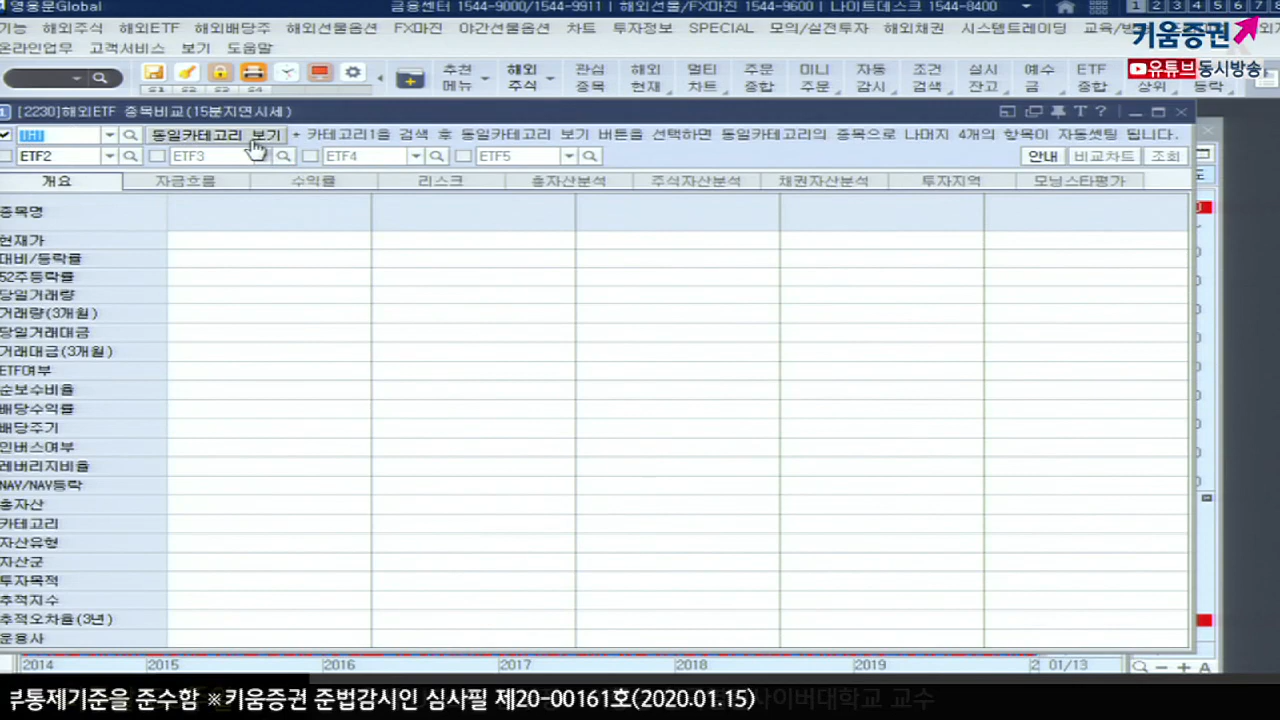 영웅문Global
금융센터 1544-9000/1544-9911 | 해외선물/FX마진 1544-9600 | 나이트데스크 1544-8400
1 2 3 4 5 6 7 8
기능 해외주식 해외ETF 해외배당주 해외선물옵션 FX마진 야간선물옵션 차트 투자정보 SPECIAL 모의/실전투자 해외채권 시스템트레이딩
온라인업무 고객서비스 보기 도움말
키움증권
유튜브 동시방송
추천 메뉴 해외 주식 관심 종목 해외 현재 멀티 차트 주문 종합 미니 주문 자동 감시 조건 검색 실시 잔고 예수 금 ETF 종합 상위 등락
[2230]해외ETF 종목비교(15분지연시세)
동일카테고리 보기 + 카테고리1을 검색 후 동일카테고리 보기 버튼을 선택하면 동일카테고리의 종목으로 나머지 4개의 항목이 자동셋팅 됩니다.
ETF2 ETF3 ETF4 ETF5 안내 비교차트 조회
개요 자금흐름 수익률 리스크 총자산분석 주식자산분석 채권자산분석 투자지역 모닝스타평가
종목명
현재가
대비/등락률
52주등락률
당일거래량
거래량(3개월)
당일거래대금
거래대금(3개월)
ETF여부
순보수비율
배당수익률
배당주기
인버스여부
레버리지비율
NAV/NAV등락
총자산
카테고리
자산유형
자산군
투자목적
추적지수
추적오차율(3년)
운용사
2014 2015 2016 2017 2018 2019 01/13
부통제기준을 준수함 ※키움증권 준법감시인 심사필 제20-00161호(2020.01.15)
사이버대학교 교수